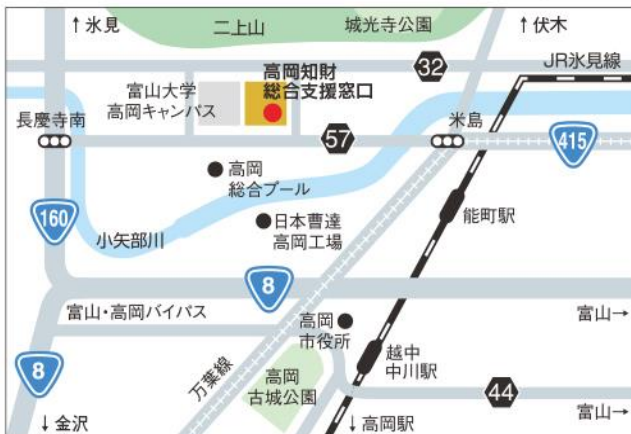 ↑氷見
二上山
城光寺公園
↑伏木
高岡知財
総合支援窓口
32
JR氷見線
富山大学
高岡キャンパス
長慶寺南
57
米島
415
高岡
総合プール
160
小矢部川
日本曹達
高岡工場
能町駅
8
富山・高岡バイパス
富山→
高岡
市役所
8
万葉線
高岡
古城公園
越中
中川駅
44
↓金沢
↓高岡駅
富山→